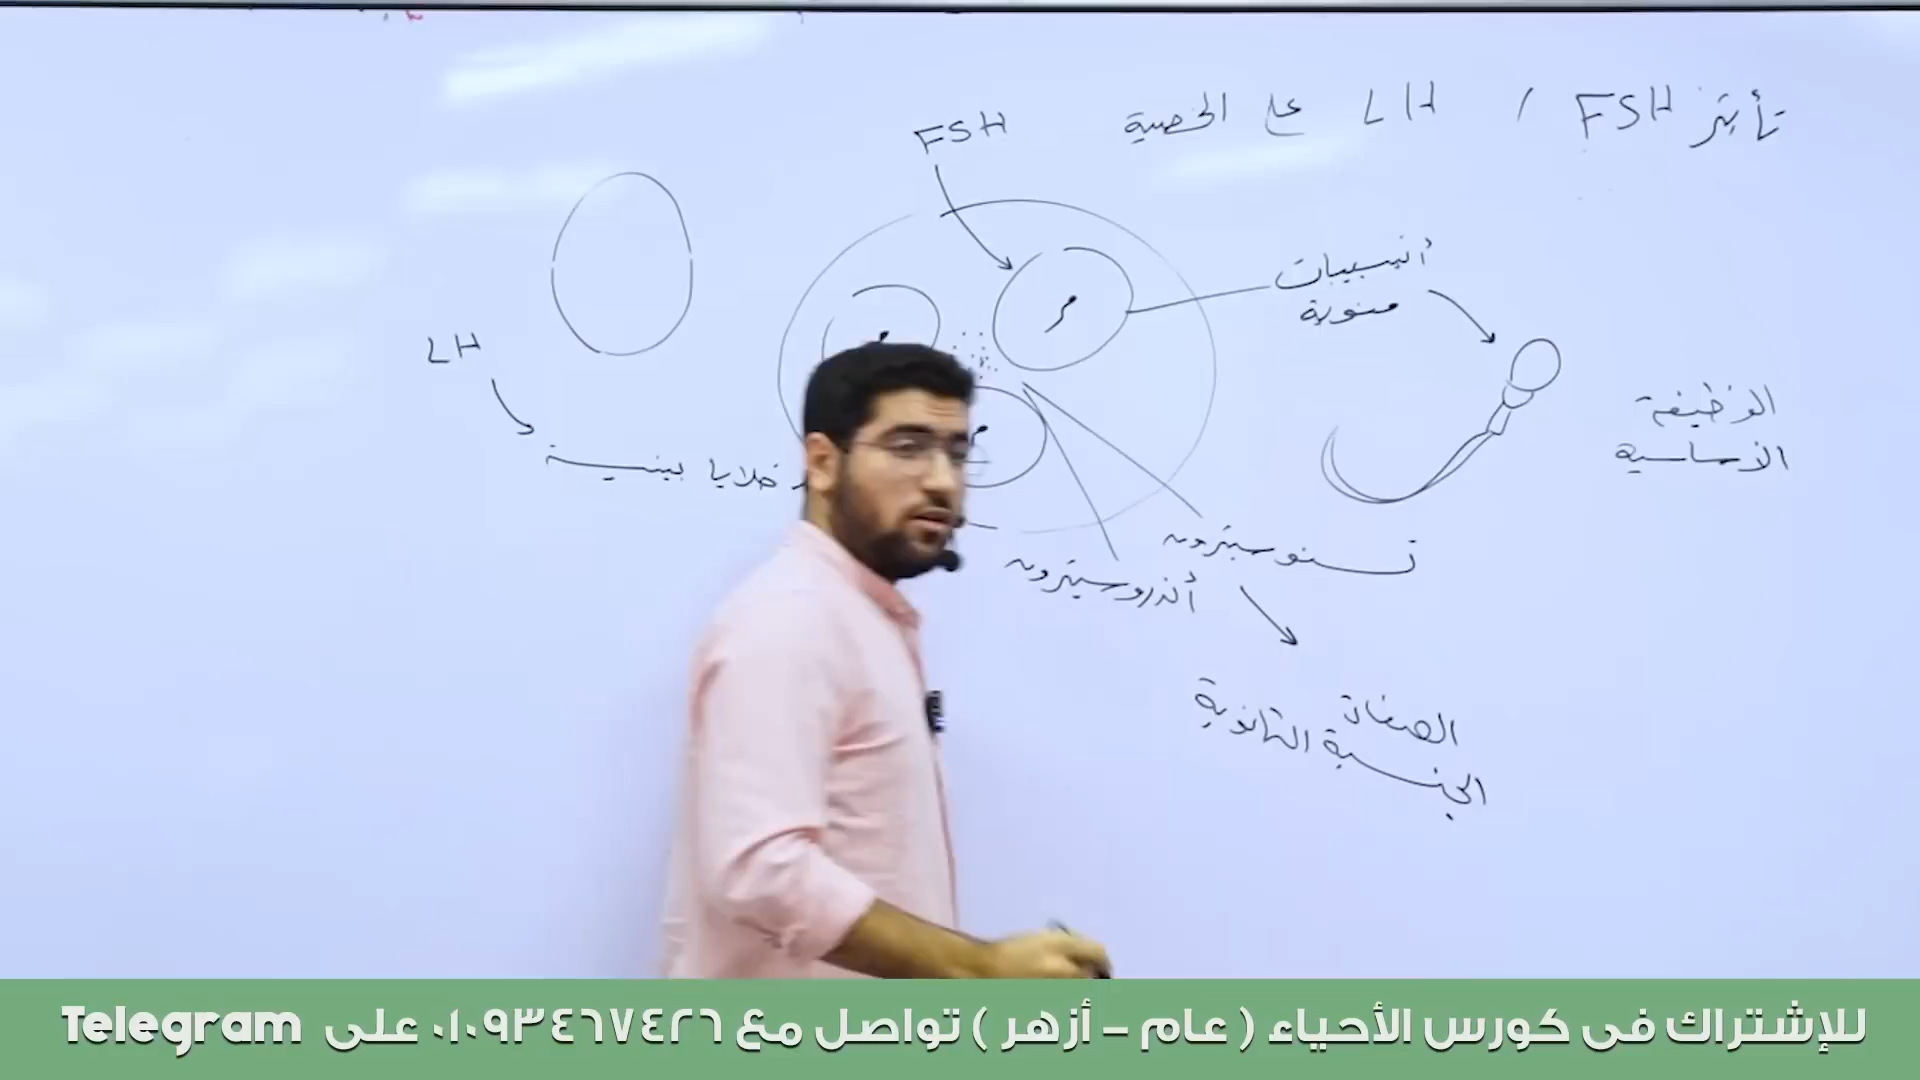 تأثير FSH / LH على الخصية
FSH
أنيبيبات
منوية
LH
خلايا بينية
الوظيفة
الأساسية
تستوستيرون
أندروستيرون
الصفات
الجنسية الثانوية
للإشتراك فى كورس الأحياء ( عام - أزهر ) تواصل مع ٠١٠٩٣٤٦٧٤٢٦ على Telegram